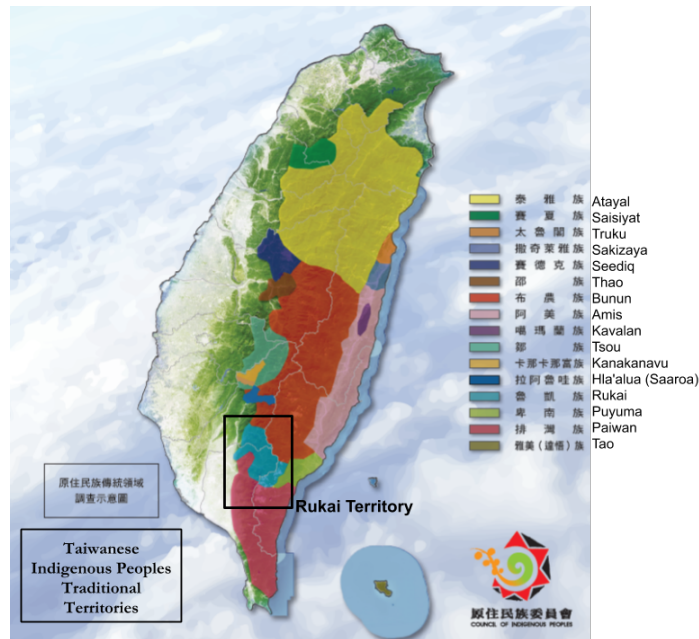 泰雅族 Atayal
賽夏族 Saisiyat
太魯閣族 Truku
撒奇萊雅族 Sakizaya
賽德克族 Seediq
邵族 Thao
布農族 Bunun
阿美族 Amis
噶瑪蘭族 Kavalan
鄒族 Tsou
卡那卡那富族 Kanakanavu
拉阿魯哇族 Hla'alua (Saaroa)
魯凱族 Rukai
卑南族 Puyuma
排灣族 Paiwan
雅美(達悟)族 Tao
原住民族傳統領域
調查示意圖
Rukai Territory
Taiwanese
Indigenous Peoples
Traditional
Territories
原住民族委員會
COUNCIL OF INDIGENOUS PEOPLES